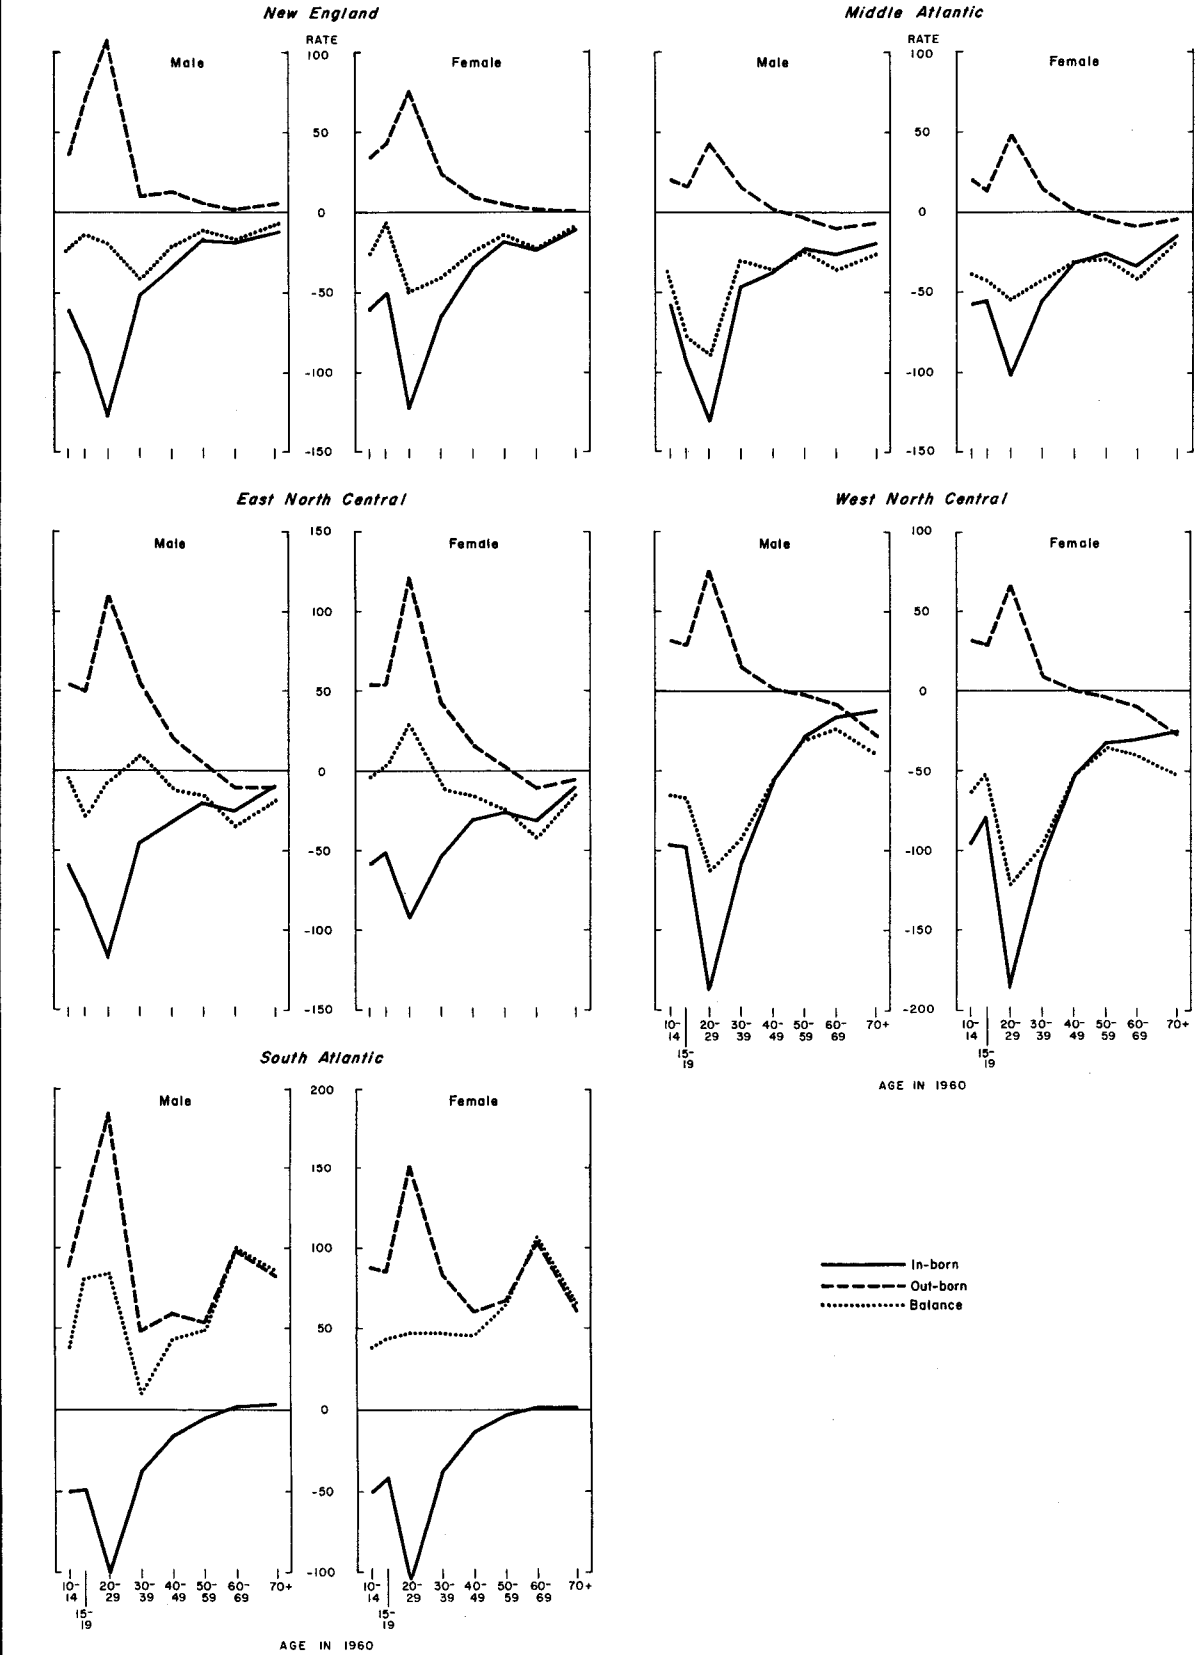 New England
Middle Atlantic
RATE
RATE
Male
100
Female
Male
100
Female
50
50
0
0
-50
-50
-100
-100
-150
-150
East North Central
West North Central
Male
150
Female
Male
100
Female
100
50
50
0
0
-50
-50
-100
-100
-150
-150
-200
10-14
15-19
20-29
30-39
40-49
50-59
60-69
70+
10-14
15-19
20-29
30-39
40-49
50-59
60-69
70+
AGE IN 1960
South Atlantic
Male
200
Female
150
100
50
0
-50
-100
10-14
15-19
20-29
30-39
40-49
50-59
60-69
70+
10-14
15-19
20-29
30-39
40-49
50-59
60-69
70+
AGE IN 1960
In-born
Out-born
Balance